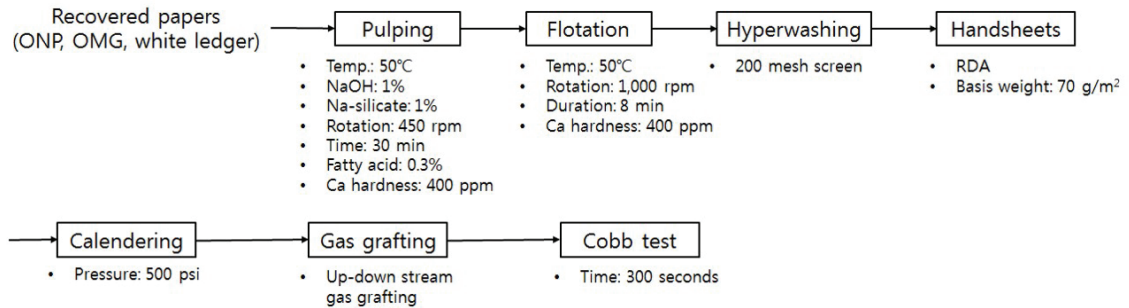 Recovered papers
(ONP, OMG, white ledger)
Pulping
• Temp.: 50℃
• NaOH: 1%
• Na-silicate: 1%
• Rotation: 450 rpm
• Time: 30 min
• Fatty acid: 0.3%
• Ca hardness: 400 ppm
Flotation
• Temp.: 50℃
• Rotation: 1,000 rpm
• Duration: 8 min
• Ca hardness: 400 ppm
Hyperwashing
• 200 mesh screen
Handsheets
• RDA
• Basis weight: 70 g/m²
Calendering
• Pressure: 500 psi
Gas grafting
• Up-down stream
gas grafting
Cobb test
• Time: 300 seconds